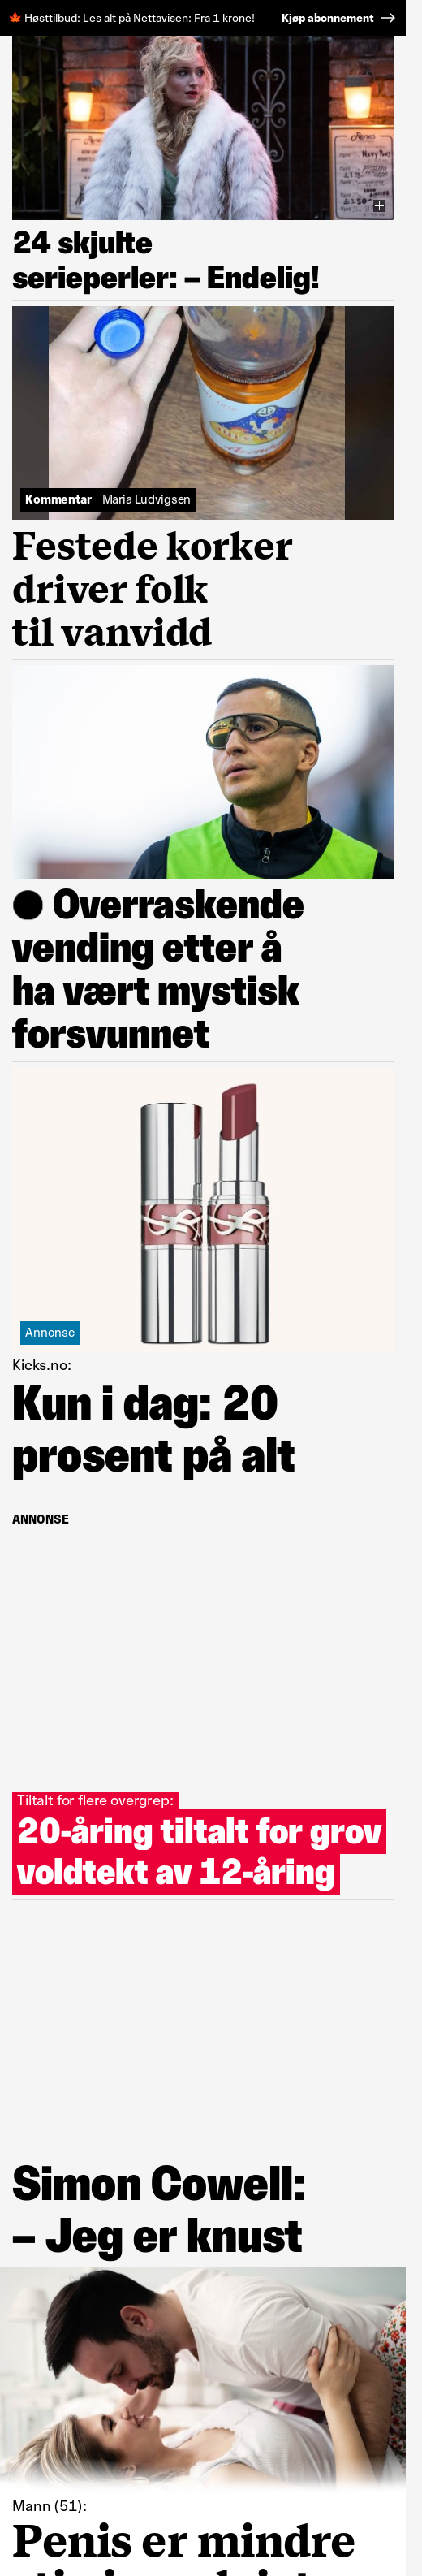 Høsttilbud: Les alt på Nettavisen: Fra 1 krone! Kjøp abonnement
24 skjulte
serieperler: – Endelig!
Kommentar | Maria Ludvigsen
Festede korker
driver folk
til vanvidd
Overraskende
vending etter å
ha vært mystisk
forsvunnet
Annonse
Kicks.no:
Kun i dag: 20
prosent på alt
ANNONSE
Tiltalt for flere overgrep:
20-åring tiltalt for grov
voldtekt av 12-åring
Simon Cowell:
– Jeg er knust
Mann (51):
Penis er mindre